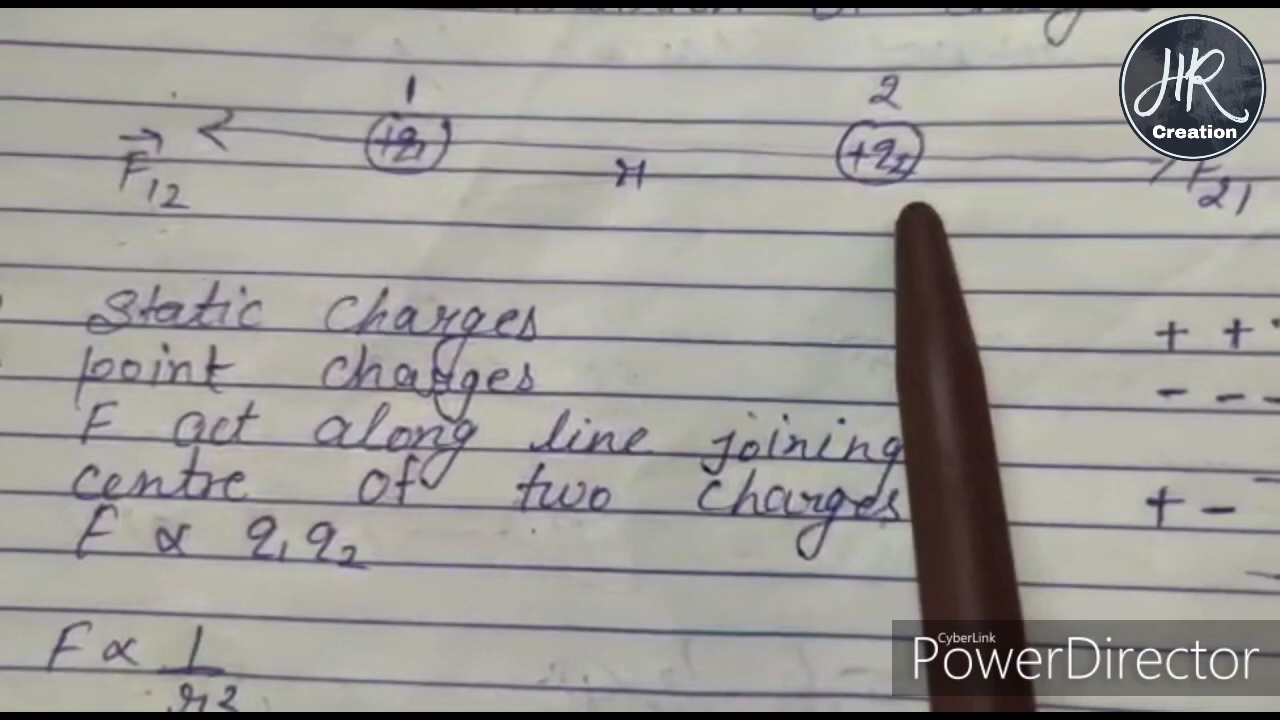 1 2
+q1 +q2
F12 r F21
Static Charges + +
point charges - - -
F act along line joining
centre of two charges + -
F ∝ q1q2
F ∝ 1
r2
HR
Creation
CyberLink
PowerDirector